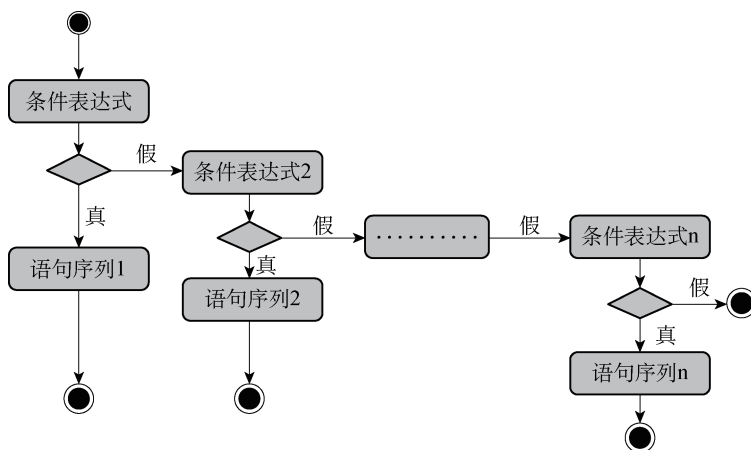 条件表达式
假
条件表达式2
真
假
··········
假
条件表达式n
语句序列1
真
语句序列2
假
真
语句序列n